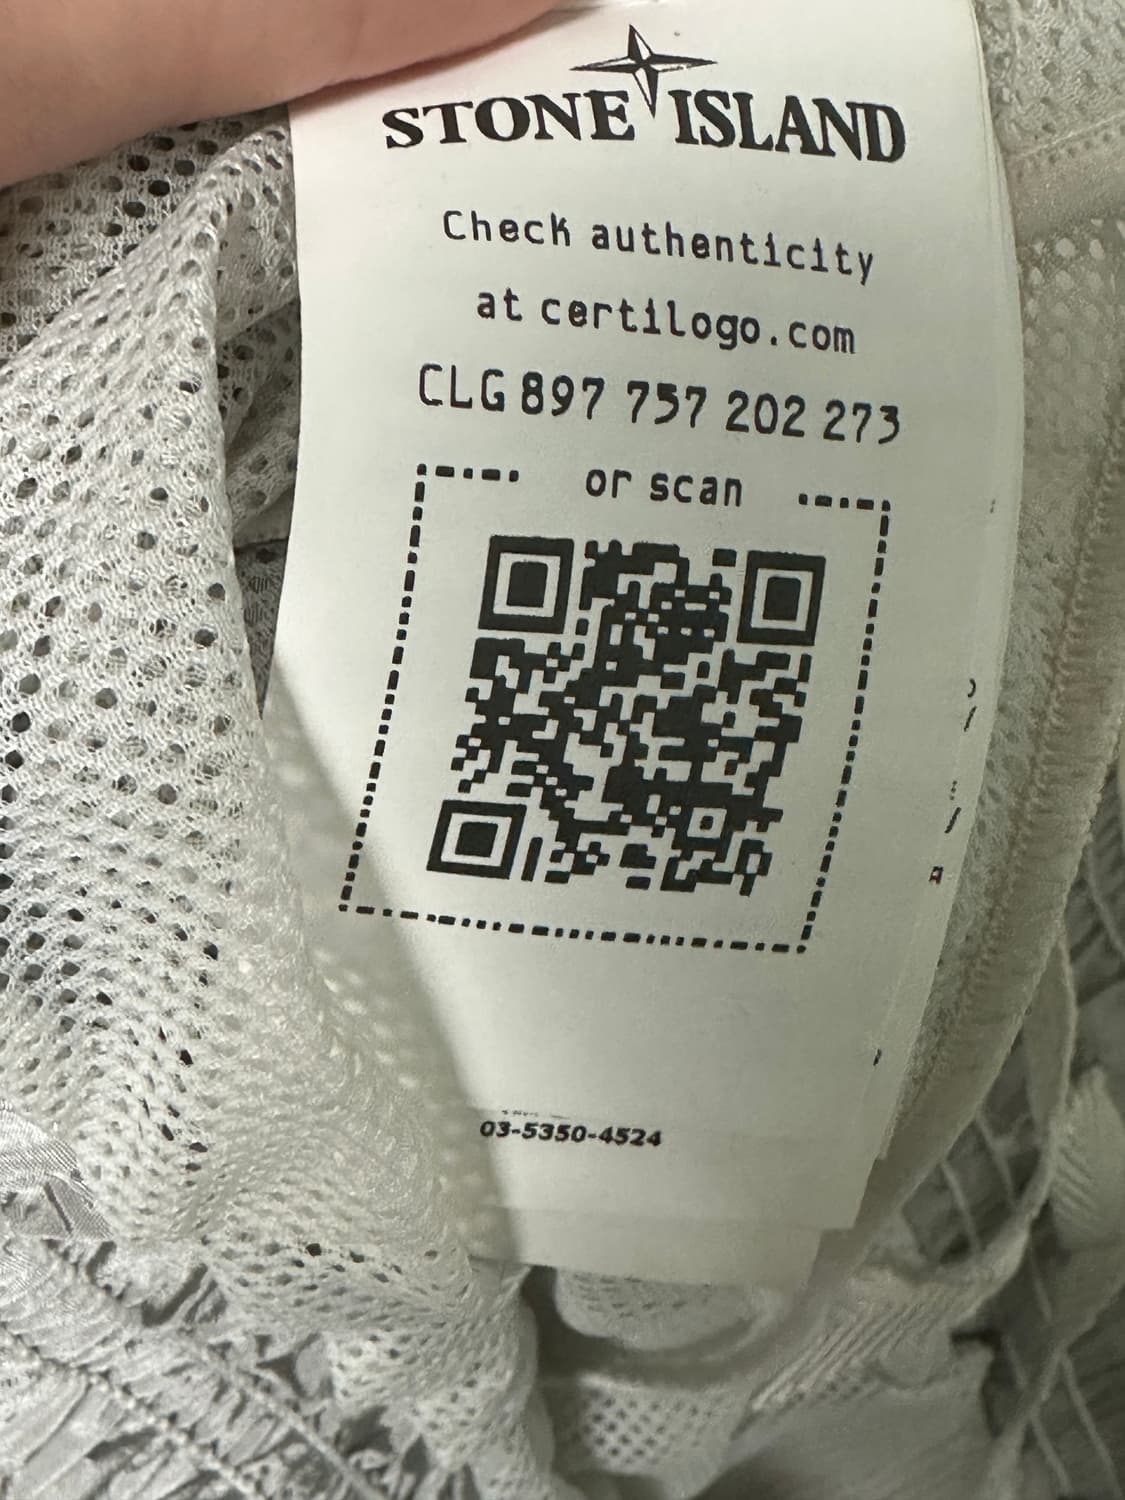 STONE ISLAND
Check authenticity
at certilogo.com
CLG 897 757 202 273
or scan
03-5350-4524